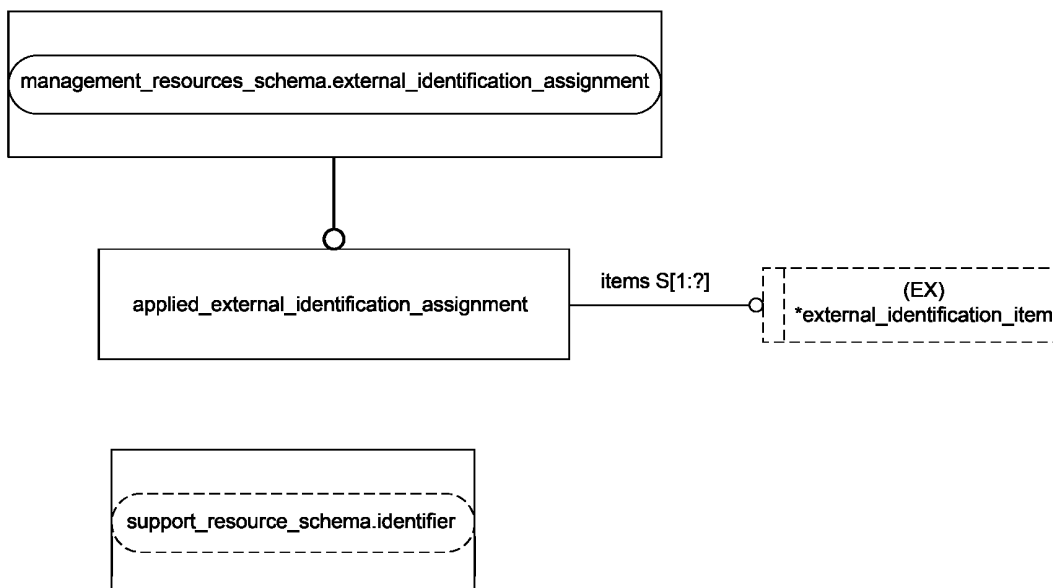 management_resources_schema.external_identification_assignment
applied_external_identification_assignment
items S[1:?]
(EX)
*external_identification_item
support_resource_schema.identifier